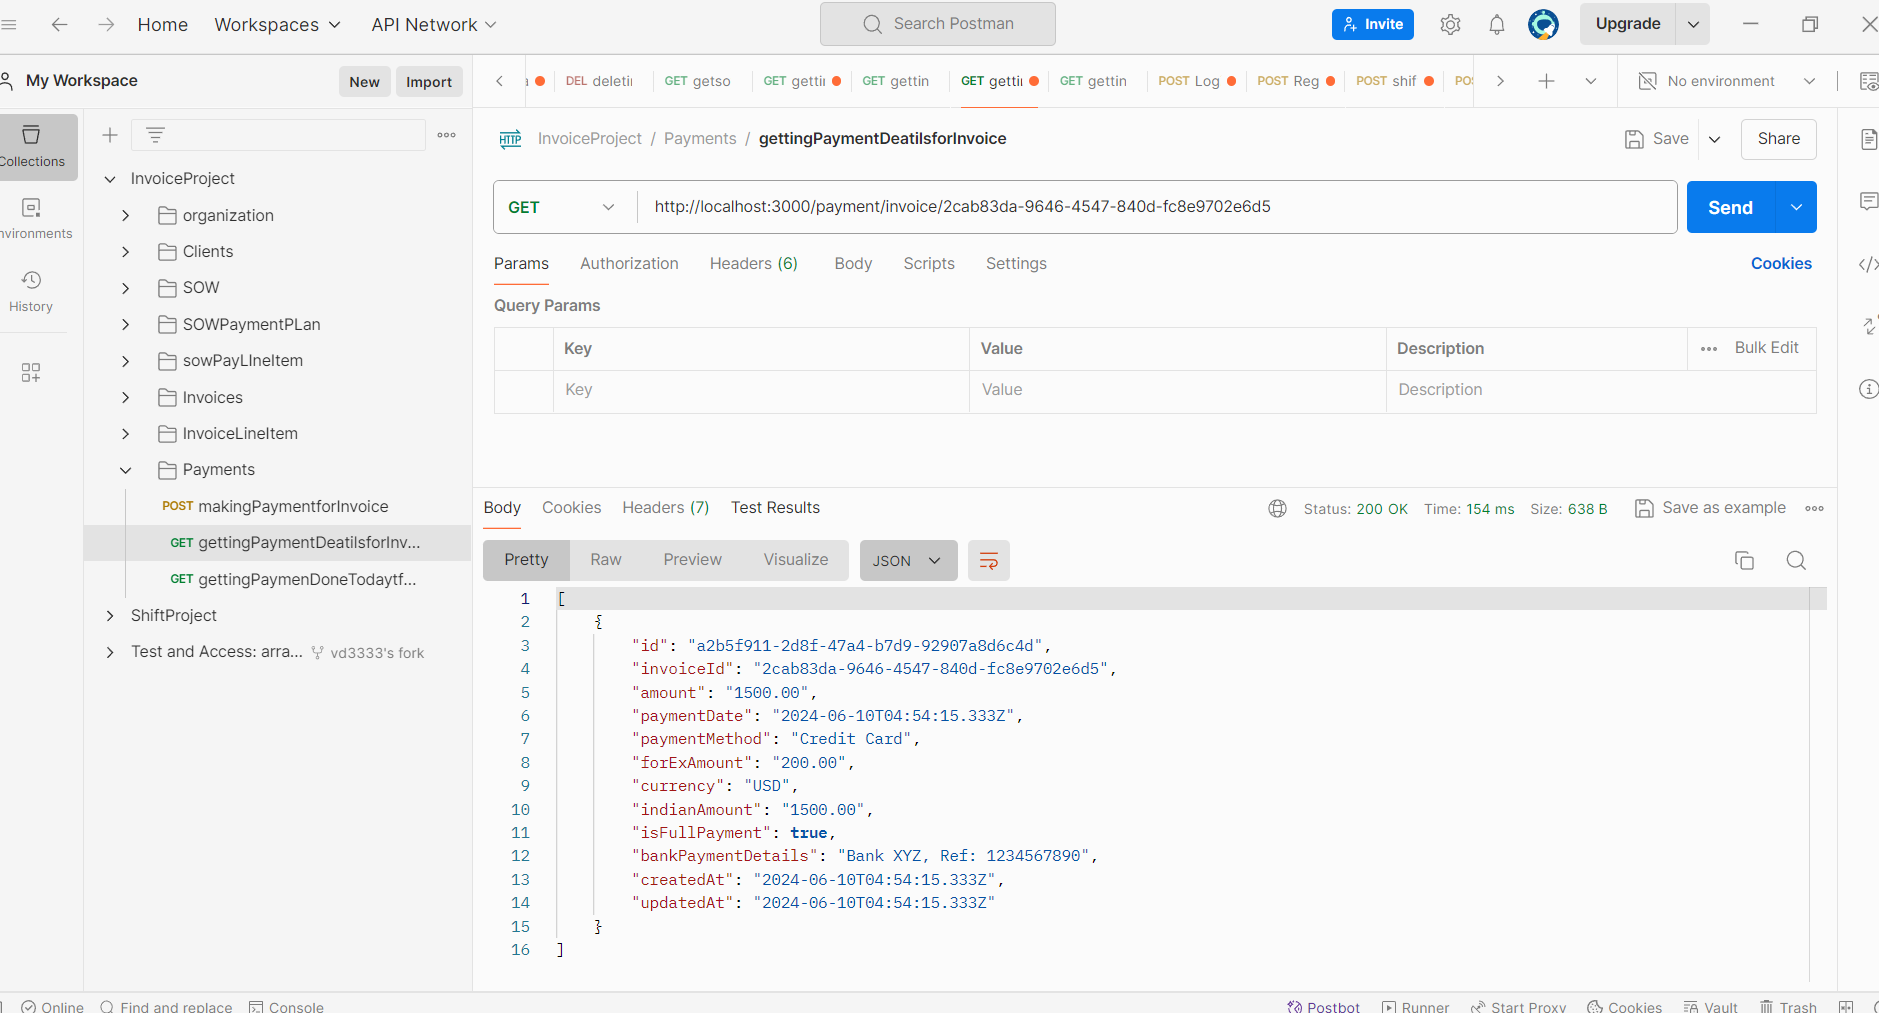 Home Workspaces API Network Search Postman Invite Upgrade
My Workspace New Import
DEL deletin GET getso GET gettin GET gettin GET gettin GET gettin POST Log POST Reg POST shif POS No environment
Collections
nvironments
History
InvoiceProject
organization
Clients
SOW
SOWPaymentPLan
sowPayLIneItem
Invoices
InvoiceLineItem
Payments
POST makingPaymentforInvoice
GET gettingPaymentDeatilsforInv...
GET gettingPaymenDoneTodaytf...
ShiftProject
Test and Access: arra... vd3333's fork
HTTP InvoiceProject / Payments / gettingPaymentDeatilsforInvoice Save Share
GET http://localhost:3000/payment/invoice/2cab83da-9646-4547-840d-fc8e9702e6d5 Send
Params Authorization Headers (6) Body Scripts Settings Cookies
Query Params
Key Value Description Bulk Edit
Key Value Description
Body Cookies Headers (7) Test Results Status: 200 OK Time: 154 ms Size: 638 B Save as example
Pretty Raw Preview Visualize JSON
1 [
2 {
3 "id": "a2b5f911-2d8f-47a4-b7d9-92907a8d6c4d",
4 "invoiceId": "2cab83da-9646-4547-840d-fc8e9702e6d5",
5 "amount": "1500.00",
6 "paymentDate": "2024-06-10T04:54:15.333Z",
7 "paymentMethod": "Credit Card",
8 "forExAmount": "200.00",
9 "currency": "USD",
10 "indianAmount": "1500.00",
11 "isFullPayment": true,
12 "bankPaymentDetails": "Bank XYZ, Ref: 1234567890",
13 "createdAt": "2024-06-10T04:54:15.333Z",
14 "updatedAt": "2024-06-10T04:54:15.333Z"
15 }
16 ]
Online Find and replace Console Postbot Runner Start Proxy Cookies Vault Trash